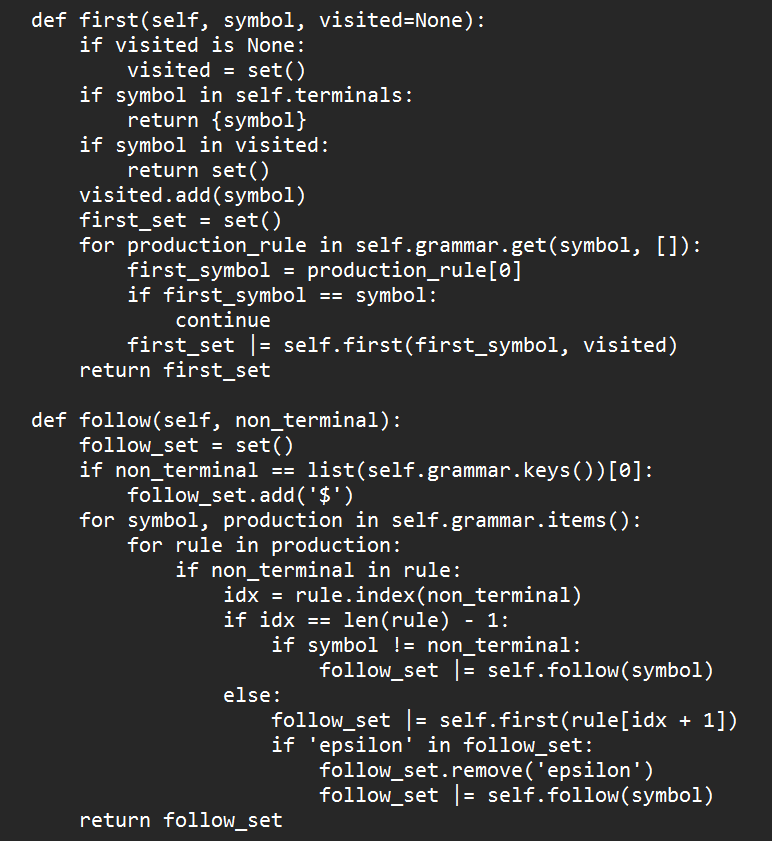 def first(self, symbol, visited=None):
    if visited is None:
        visited = set()
    if symbol in self.terminals:
        return {symbol}
    if symbol in visited:
        return set()
    visited.add(symbol)
    first_set = set()
    for production_rule in self.grammar.get(symbol, []):
        first_symbol = production_rule[0]
        if first_symbol == symbol:
            continue
        first_set |= self.first(first_symbol, visited)
    return first_set

def follow(self, non_terminal):
    follow_set = set()
    if non_terminal == list(self.grammar.keys())[0]:
        follow_set.add('$')
    for symbol, production in self.grammar.items():
        for rule in production:
            if non_terminal in rule:
                idx = rule.index(non_terminal)
                if idx == len(rule) - 1:
                    if symbol != non_terminal:
                        follow_set |= self.follow(symbol)
                else:
                    follow_set |= self.first(rule[idx + 1])
                    if 'epsilon' in follow_set:
                        follow_set.remove('epsilon')
                        follow_set |= self.follow(symbol)
    return follow_set